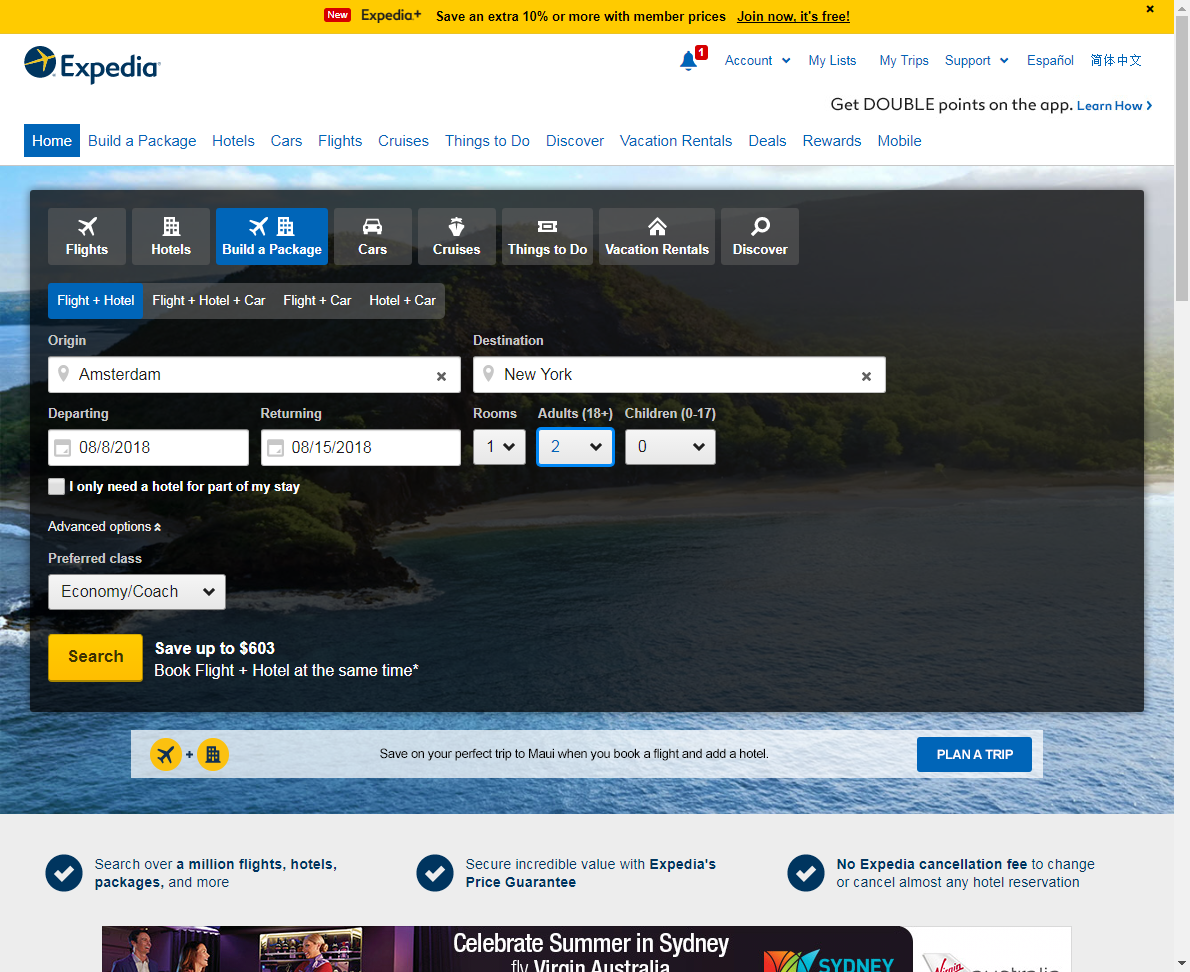 New Expedia+ Save an extra 10% or more with member prices Join now, it's free!
Expedia
1 Account My Lists My Trips Support Español 简体中文
Get DOUBLE points on the app. Learn How
Home Build a Package Hotels Cars Flights Cruises Things to Do Discover Vacation Rentals Deals Rewards Mobile
Flights Hotels Build a Package Cars Cruises Things to Do Vacation Rentals Discover
Flight + Hotel Flight + Hotel + Car Flight + Car Hotel + Car
Origin Destination
Amsterdam New York
Departing Returning Rooms Adults (18+) Children (0-17)
08/8/2018 08/15/2018 1 2 0
I only need a hotel for part of my stay
Advanced options
Preferred class
Economy/Coach
Search Save up to $603
Book Flight + Hotel at the same time*
+ Save on your perfect trip to Maui when you book a flight and add a hotel. PLAN A TRIP
Search over a million flights, hotels, packages, and more
Secure incredible value with Expedia's Price Guarantee
No Expedia cancellation fee to change or cancel almost any hotel reservation
Celebrate Summer in Sydney
fly Virgin Australia
SYDNEY
Virgin australia